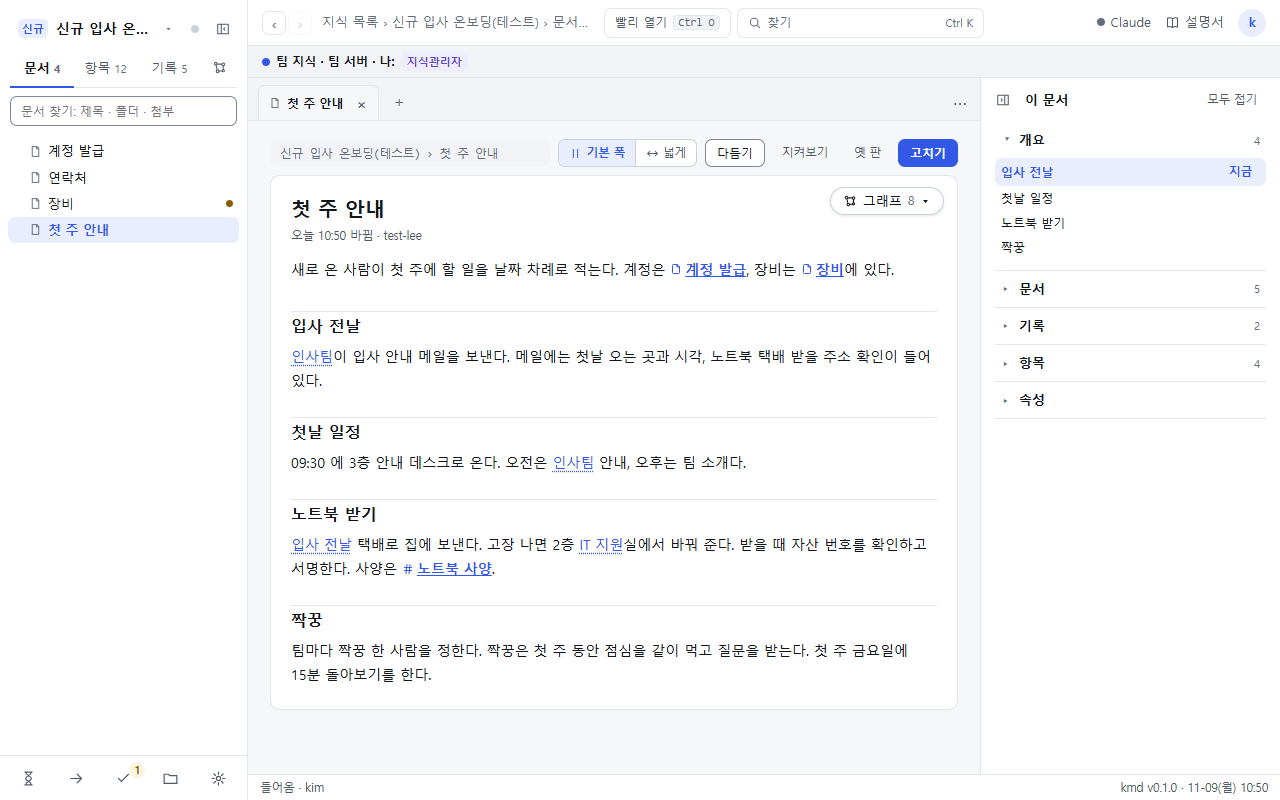 신규 신규 입사 온...
문서 4 항목 12 기록 5
문서 찾기: 제목 · 폴더 · 첨부
계정 발급
연락처
장비
첫 주 안내
1
‹ › 지식 목록 › 신규 입사 온보딩(테스트) › 문서...
빨리 열기 Ctrl O
찾기 Ctrl K
Claude
설명서
k
팀 지식 · 팀 서버 · 나: 지식관리자
첫 주 안내 × +
...
신규 입사 온보딩(테스트) › 첫 주 안내
기본 폭 넓게 다듬기 지켜보기 옛 판 고치기
첫 주 안내
그래프 8
오늘 10:50 바뀜 · test-lee
새로 온 사람이 첫 주에 할 일을 날짜 차례로 적는다. 계정은 계정 발급, 장비는 장비에 있다.
입사 전날
인사팀이 입사 안내 메일을 보낸다. 메일에는 첫날 오는 곳과 시각, 노트북 택배 받을 주소 확인이 들어
있다.
첫날 일정
09:30 에 3층 안내 데스크로 온다. 오전은 인사팀 안내, 오후는 팀 소개다.
노트북 받기
입사 전날 택배로 집에 보낸다. 고장 나면 2층 IT 지원실에서 바꿔 준다. 받을 때 자산 번호를 확인하고
서명한다. 사양은 # 노트북 사양.
짝꿍
팀마다 짝꿍 한 사람을 정한다. 짝꿍은 첫 주 동안 점심을 같이 먹고 질문을 받는다. 첫 주 금요일에
15분 돌아보기를 한다.
이 문서 모두 접기
개요 4
입사 전날 지금
첫날 일정
노트북 받기
짝꿍
문서 5
기록 2
항목 4
속성
들어옴 · kim
kmd v0.1.0 · 11-09(월) 10:50